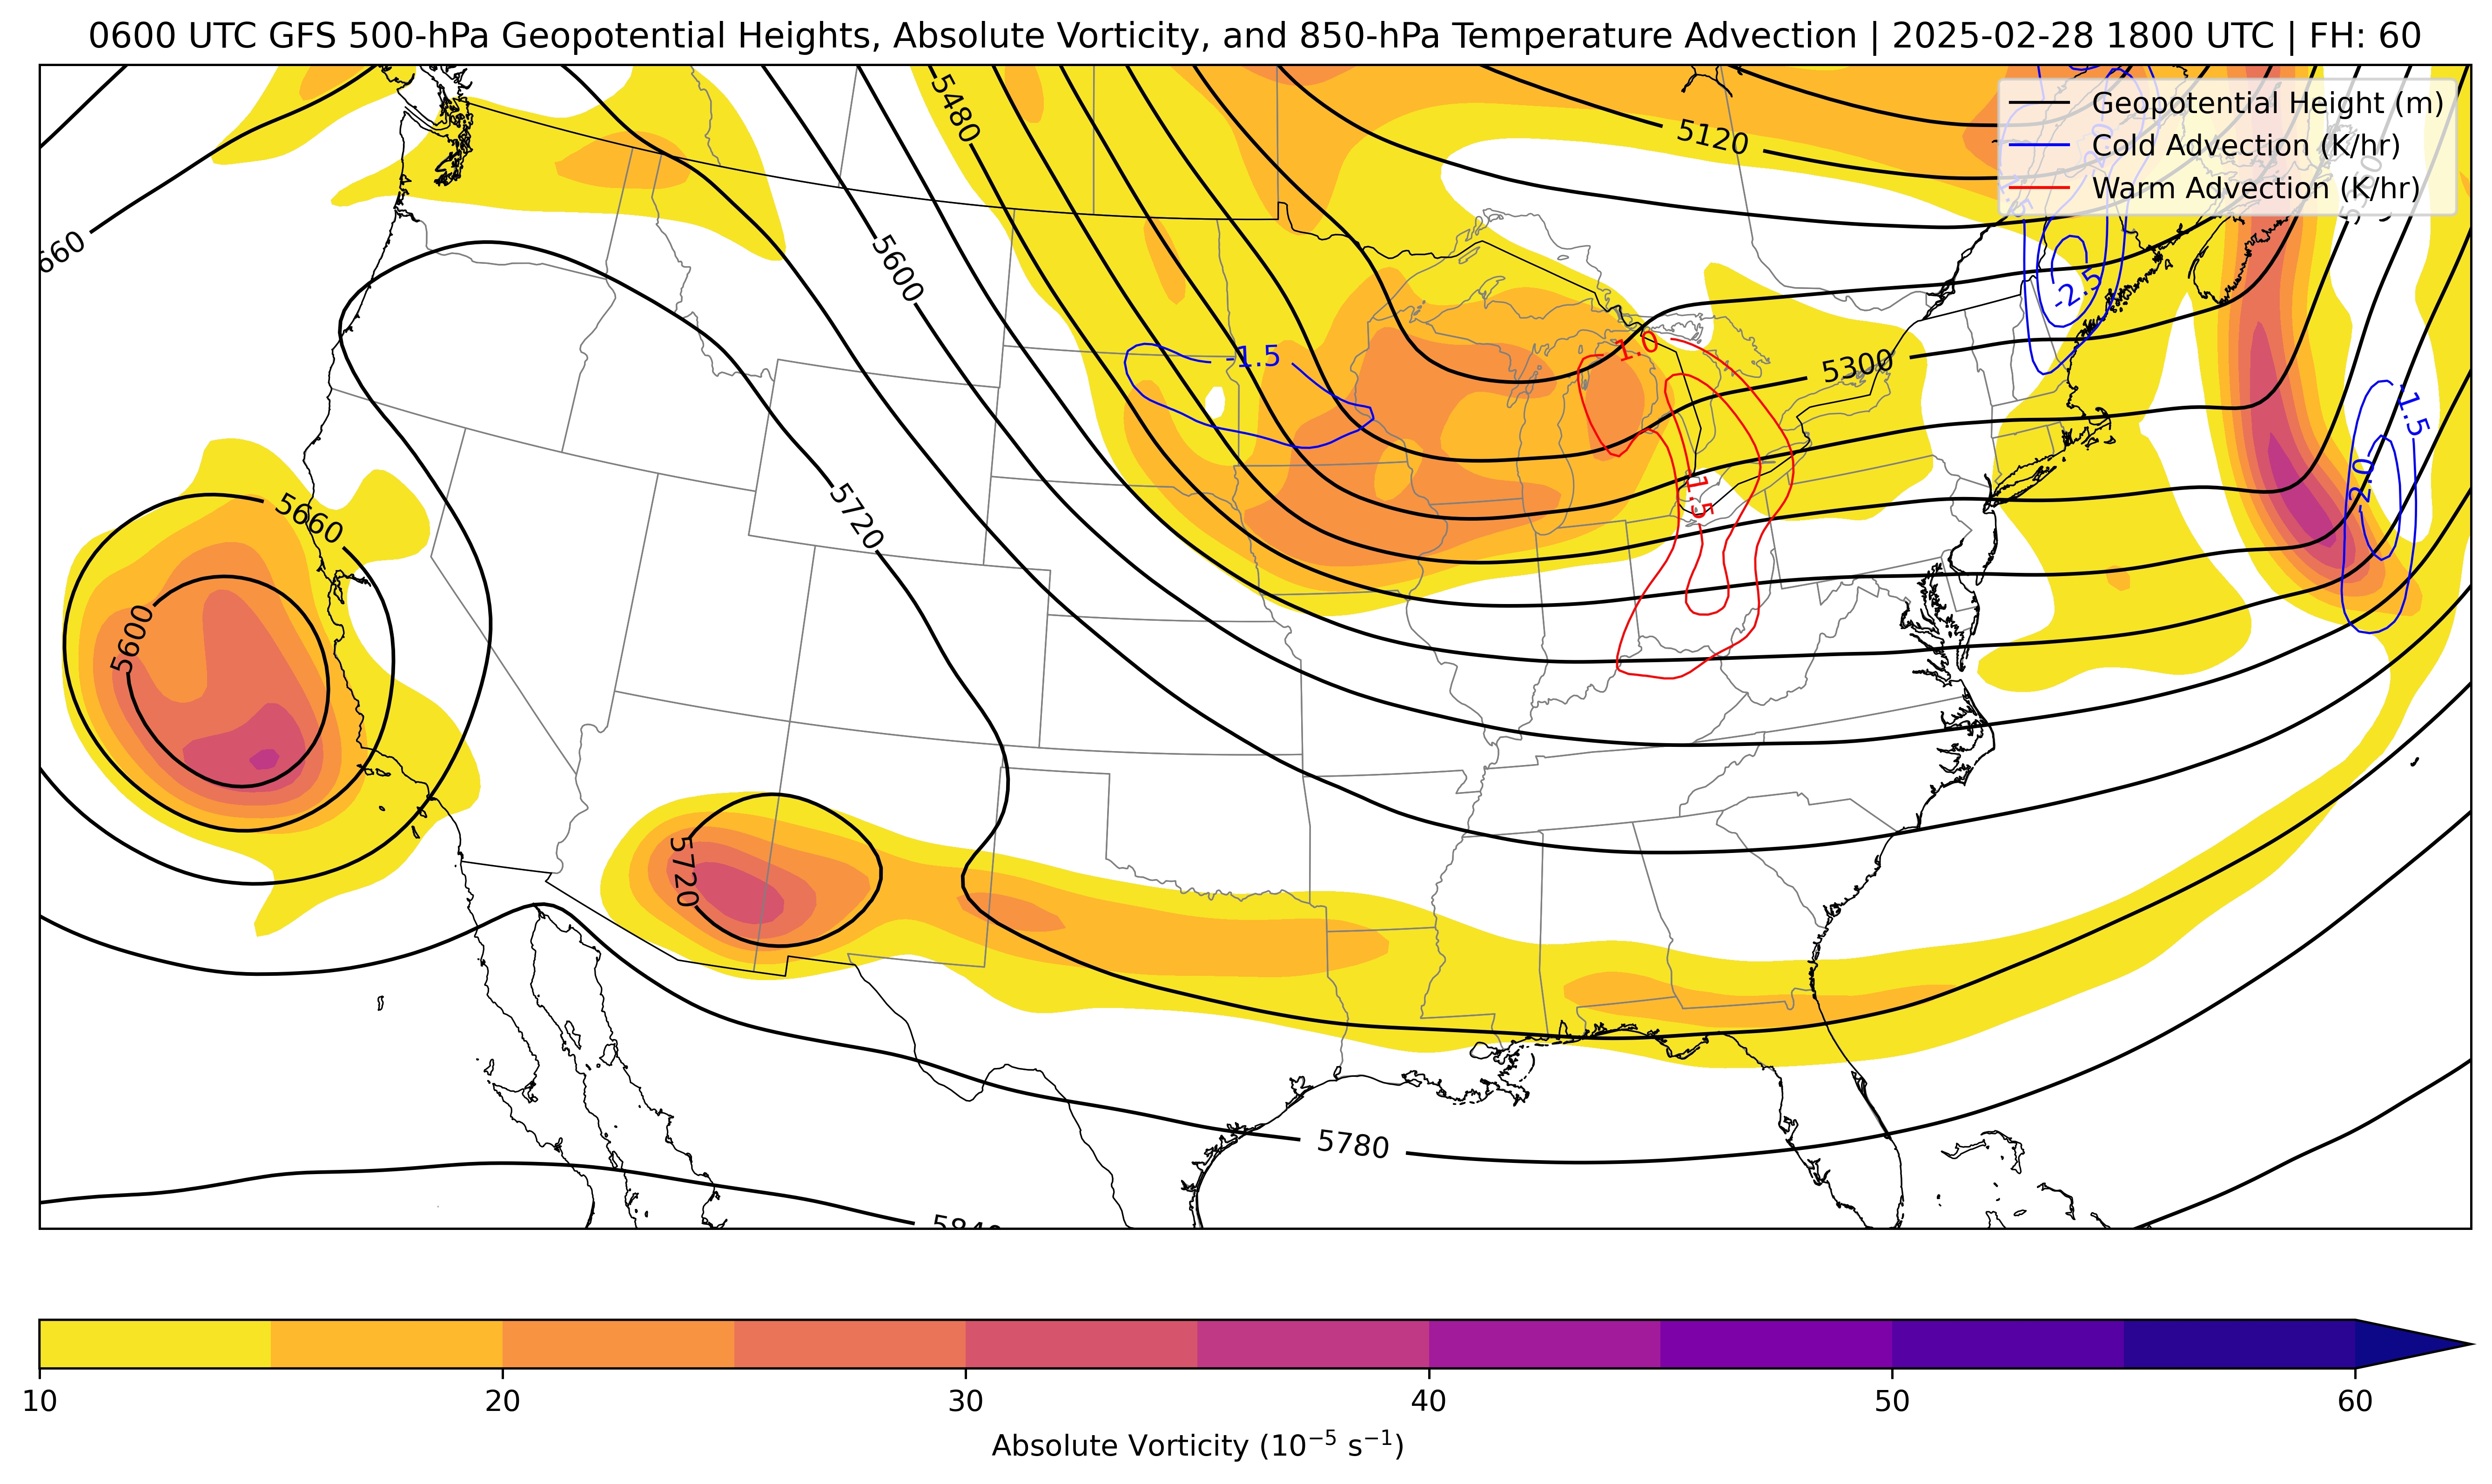 0600 UTC GFS 500-hPa Geopotential Heights, Absolute Vorticity, and 850-hPa Temperature Advection | 2025-02-28 1800 UTC | FH: 60
Geopotential Height (m)
Cold Advection (K/hr)
Warm Advection (K/hr)
5480
5120
5600
-2.5
-1.5
1.0
5300
1.5
5660
5720
1.5
-2.0
5600
5720
5780
10 20 30 40 50 60
Absolute Vorticity (10⁻⁵ s⁻¹)